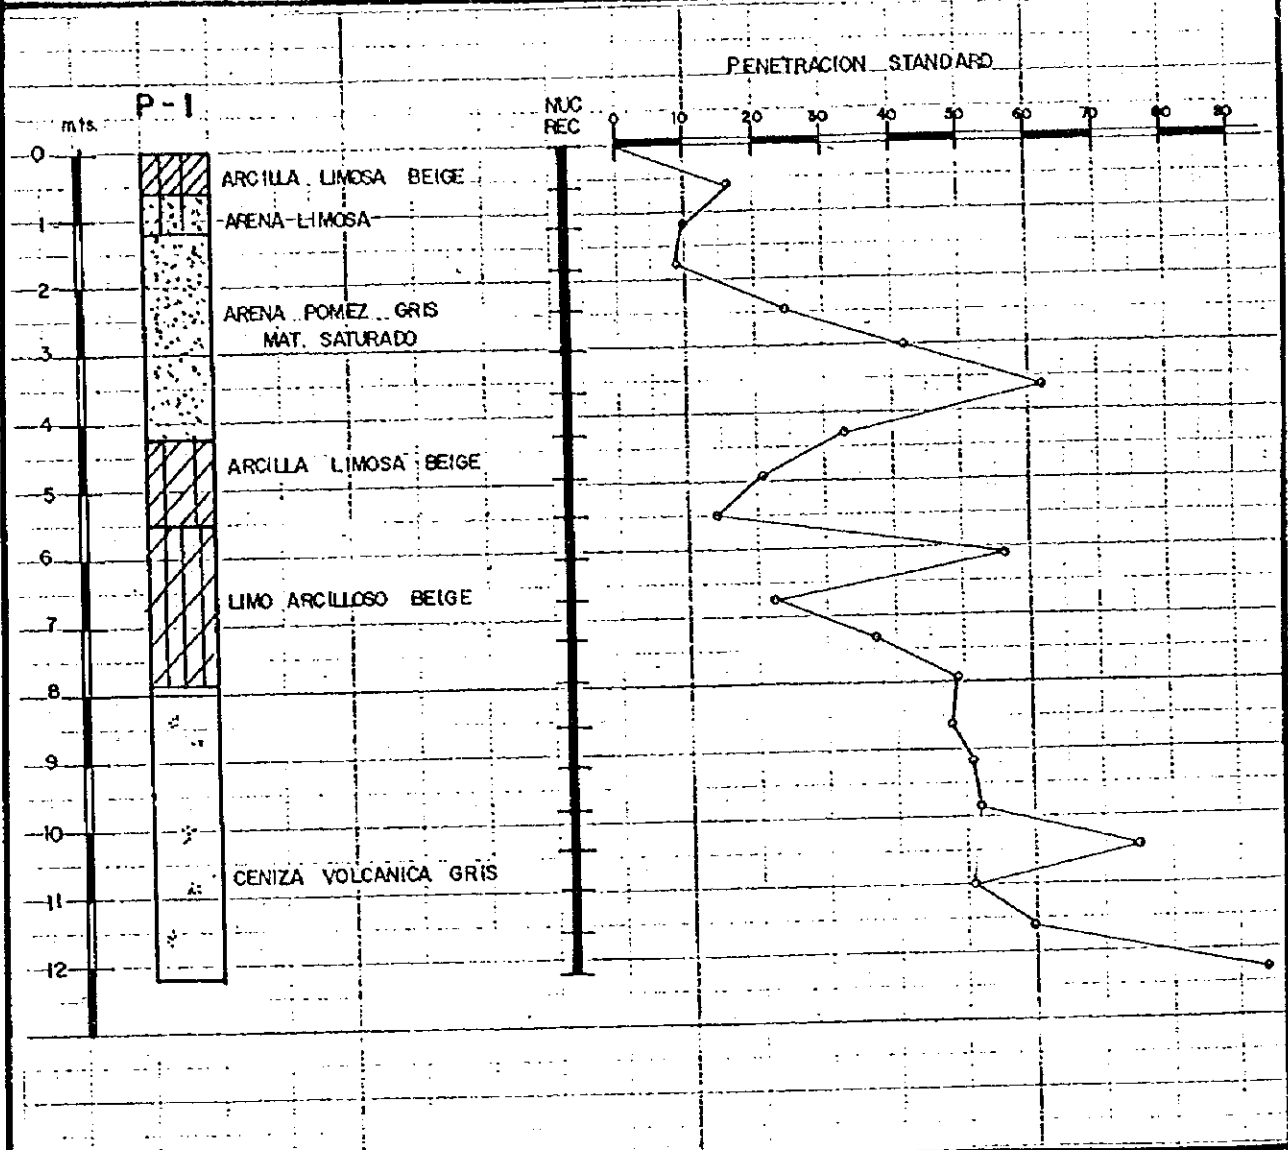 PENETRACION STANDARD
P-1
mts.
NUC
REC
0 10 20 30 40 50 60 70 80 90
0
ARCILLA LIMOSA BEIGE
1
ARENA-LIMOSA
2
ARENA POMEZ GRIS
MAT. SATURADO
3
4
ARCILLA LIMOSA BEIGE
5
6
LIMO ARCILLOSO BEIGE
7
8
9
10
CENIZA VOLCANICA GRIS
11
12